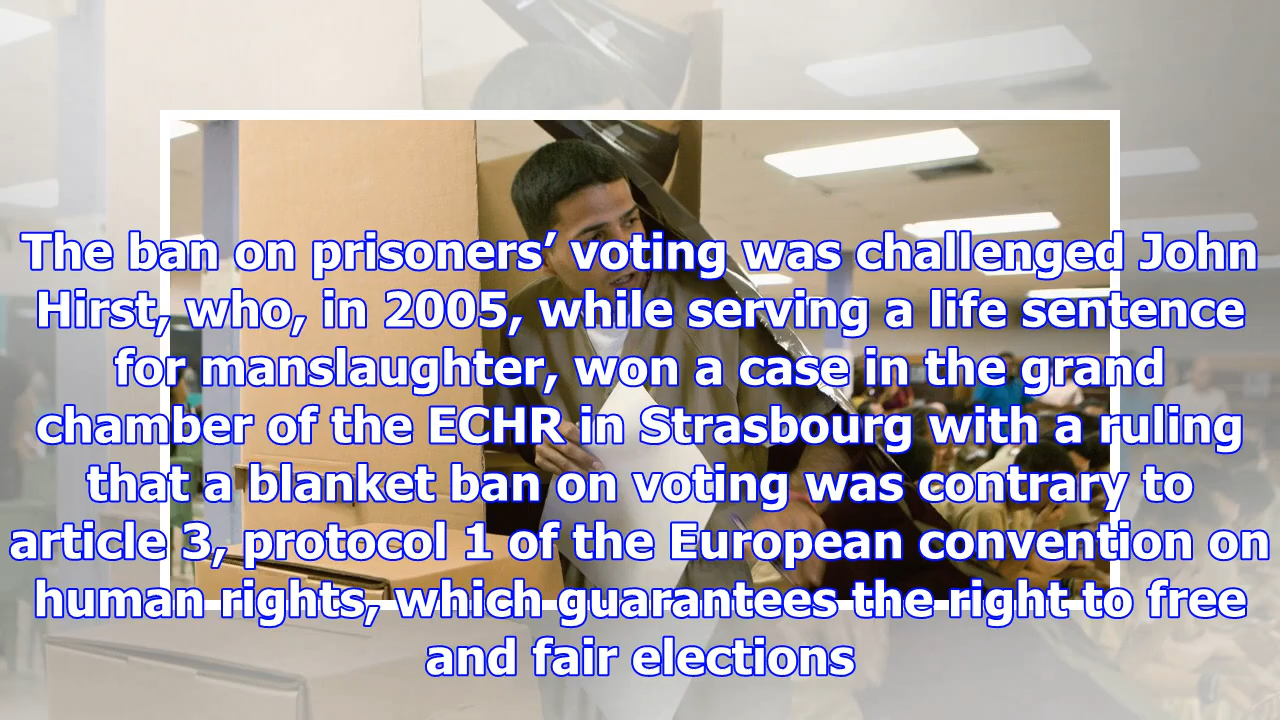 The ban on prisoners’ voting was challenged John
Hirst, who, in 2005, while serving a life sentence
for manslaughter, won a case in the grand
chamber of the ECHR in Strasbourg with a ruling
that a blanket ban on voting was contrary to
article 3, protocol 1 of the European convention on
human rights, which guarantees the right to free
and fair elections